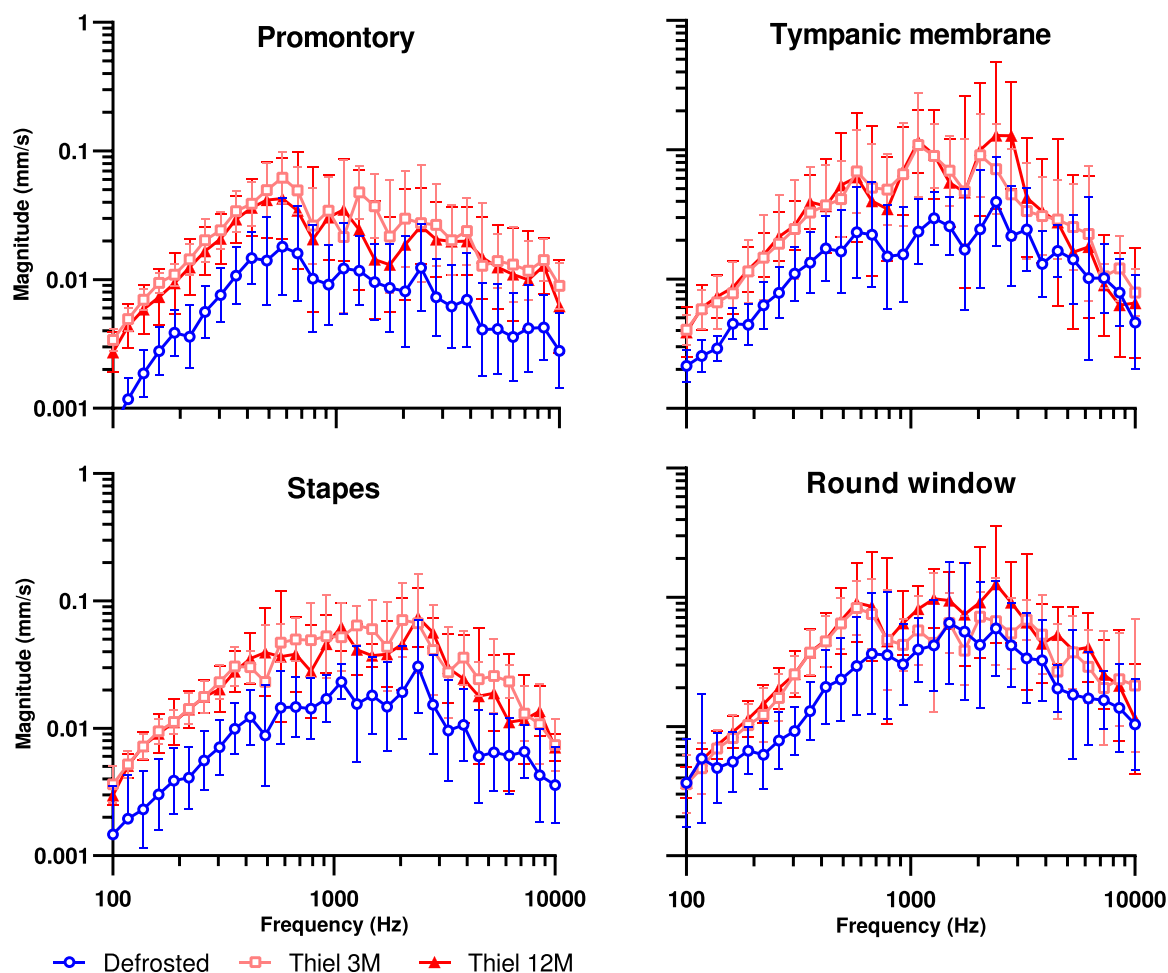 Promontory
Tympanic membrane
1
0.1
0.01
0.001
Magnitude (mm/s)
Stapes
Round window
1
0.1
0.01
0.001
Magnitude (mm/s)
100 1000 10000
100 1000 10000
Frequency (Hz)
Frequency (Hz)
Defrosted Thiel 3M Thiel 12M